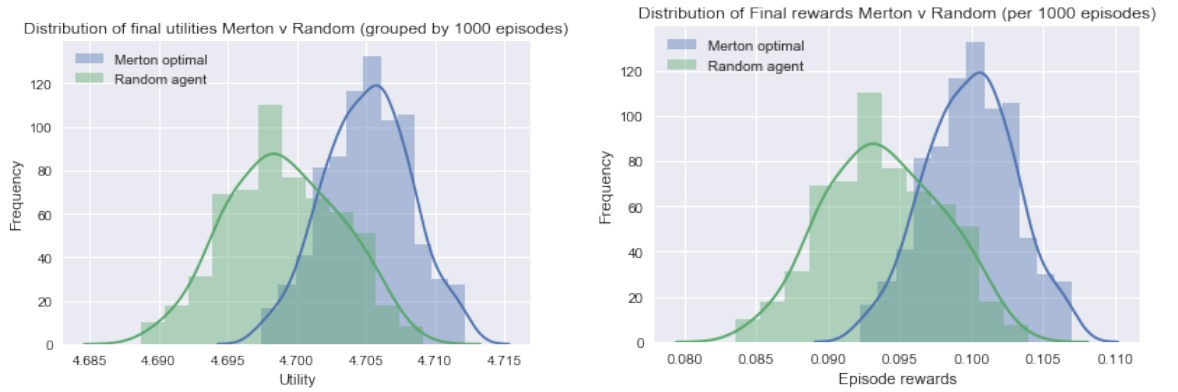 Distribution of final utilities Merton v Random (grouped by 1000 episodes)
Merton optimal
Random agent
120
100
80
60
40
20
0
Frequency
4.685 4.690 4.695 4.700 4.705 4.710 4.715
Utility
Distribution of Final rewards Merton v Random (per 1000 episodes)
Merton optimal
Random agent
120
100
80
60
40
20
0
Frequency
0.080 0.085 0.090 0.095 0.100 0.105 0.110
Episode rewards